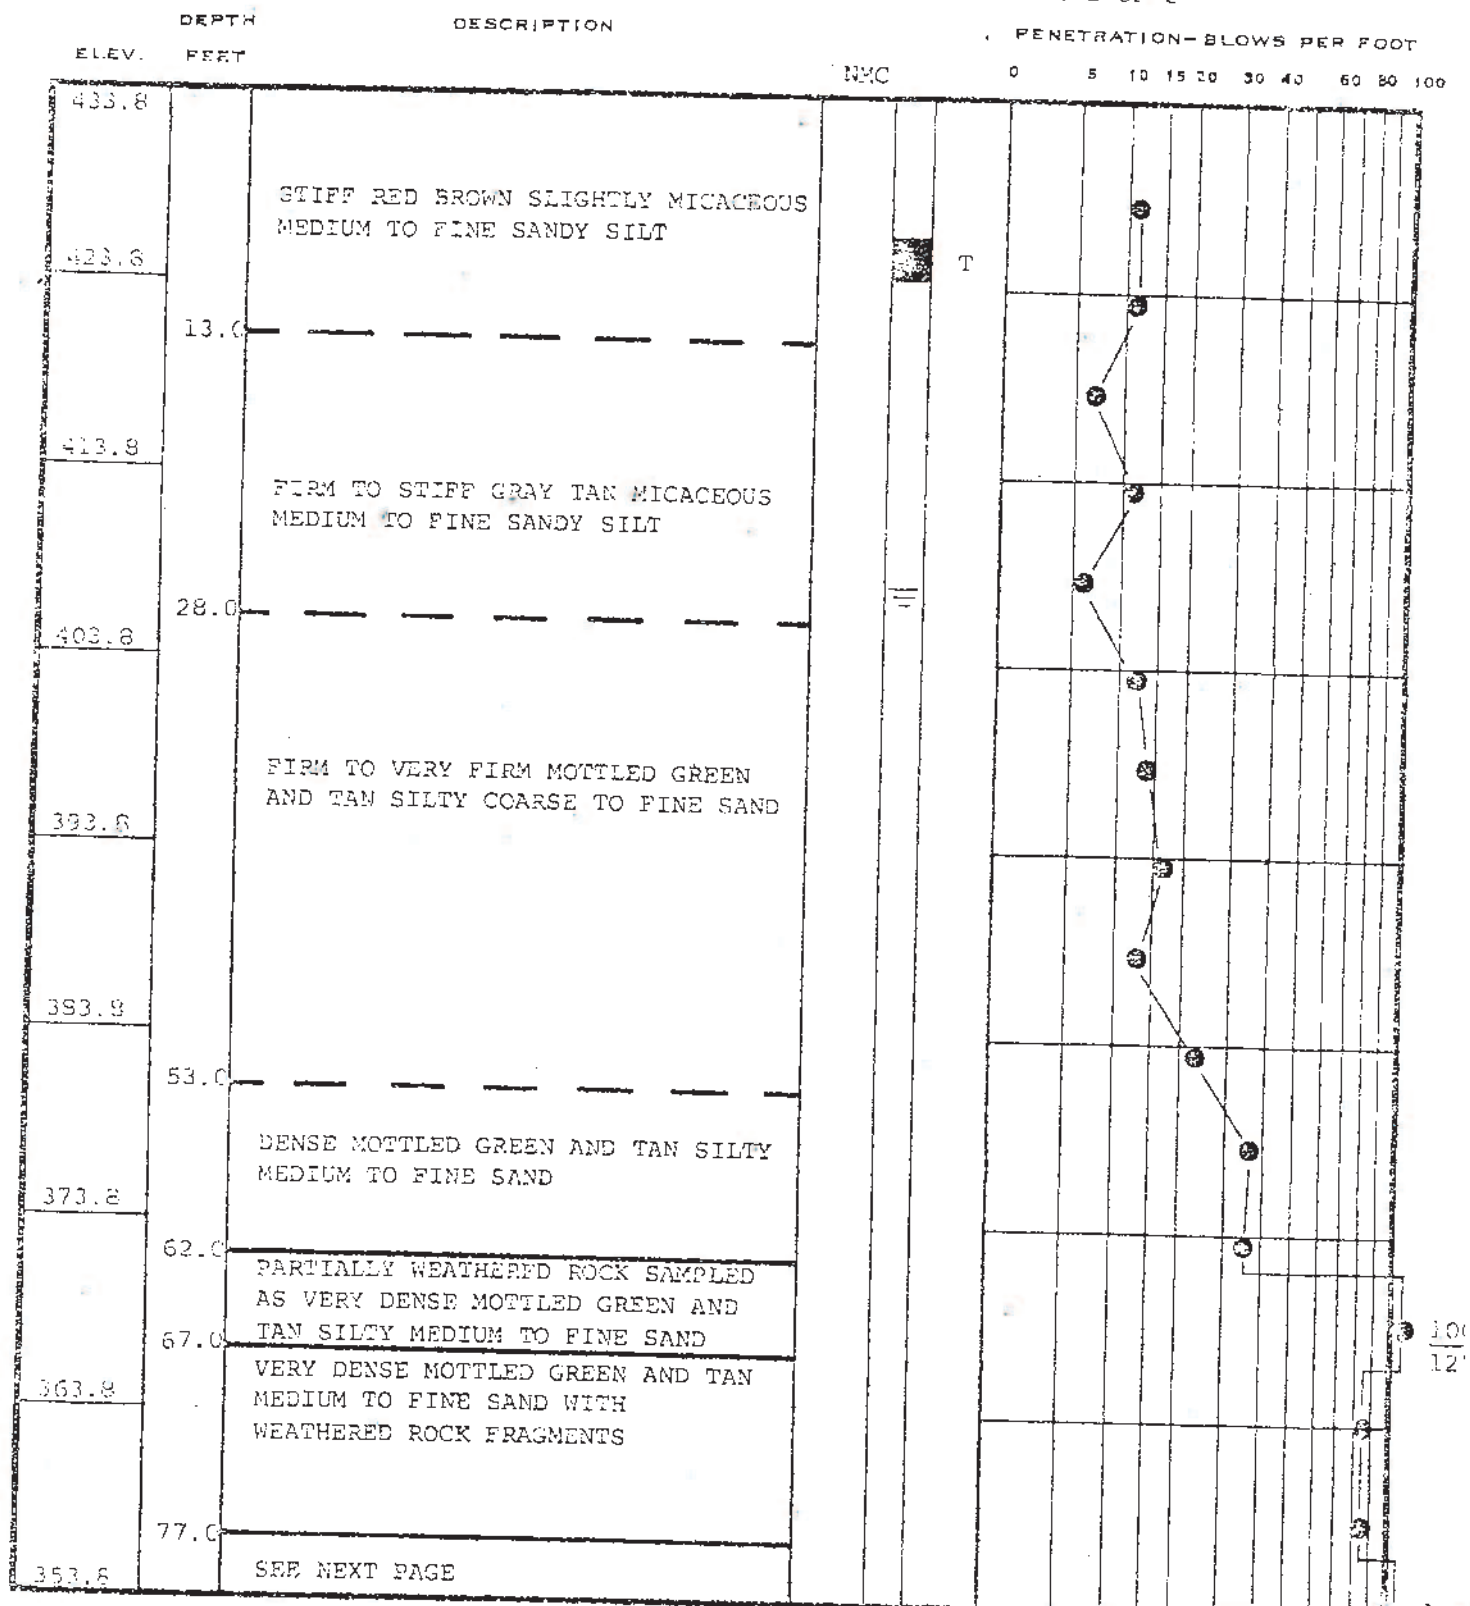 DEPTH
DESCRIPTION
PENETRATION-BLOWS PER FOOT
ELEV. FEET
NMC
0 5 10 15 20 30 40 60 80 100
433.8
STIFF RED BROWN SLIGHTLY MICACEOUS
MEDIUM TO FINE SANDY SILT
423.8
T
13.0
413.8
FIRM TO STIFF GRAY TAN MICACEOUS
MEDIUM TO FINE SANDY SILT
28.0
403.8
FIRM TO VERY FIRM MOTTLED GREEN
AND TAN SILTY COARSE TO FINE SAND
393.8
383.8
53.0
DENSE MOTTLED GREEN AND TAN SILTY
MEDIUM TO FINE SAND
373.8
62.0
PARTIALLY WEATHERED ROCK SAMPLED
AS VERY DENSE MOTTLED GREEN AND
TAN SILTY MEDIUM TO FINE SAND
67.0
100
12"
VERY DENSE MOTTLED GREEN AND TAN
MEDIUM TO FINE SAND WITH
WEATHERED ROCK FRAGMENTS
363.8
77.0
SEE NEXT PAGE
353.8